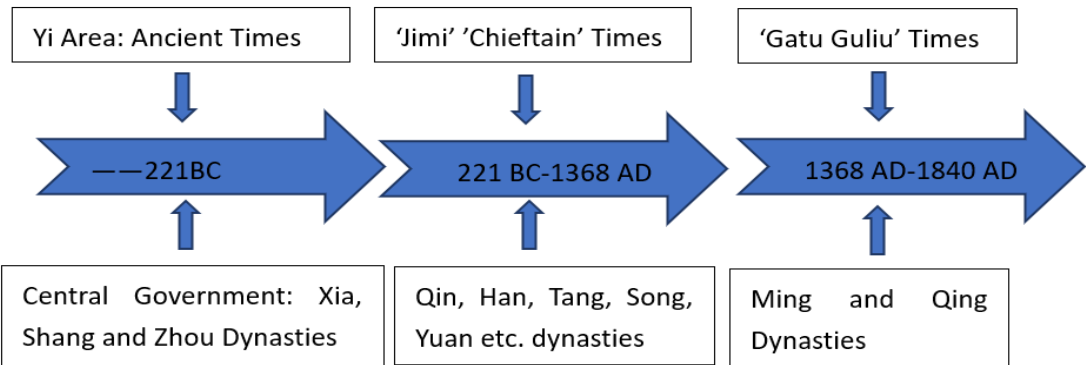 Yi Area: Ancient Times
‘Jimi’ ’Chieftain’ Times
‘Gatu Guliu’ Times
——221BC
221 BC-1368 AD
1368 AD-1840 AD
Central Government: Xia,
Shang and Zhou Dynasties
Qin, Han, Tang, Song,
Yuan etc. dynasties
Ming and Qing
Dynasties